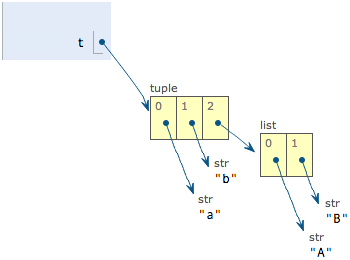 t
tuple
0 1 2
list
0 1
str
"b"
str
"a"
str
"B"
str
"A"